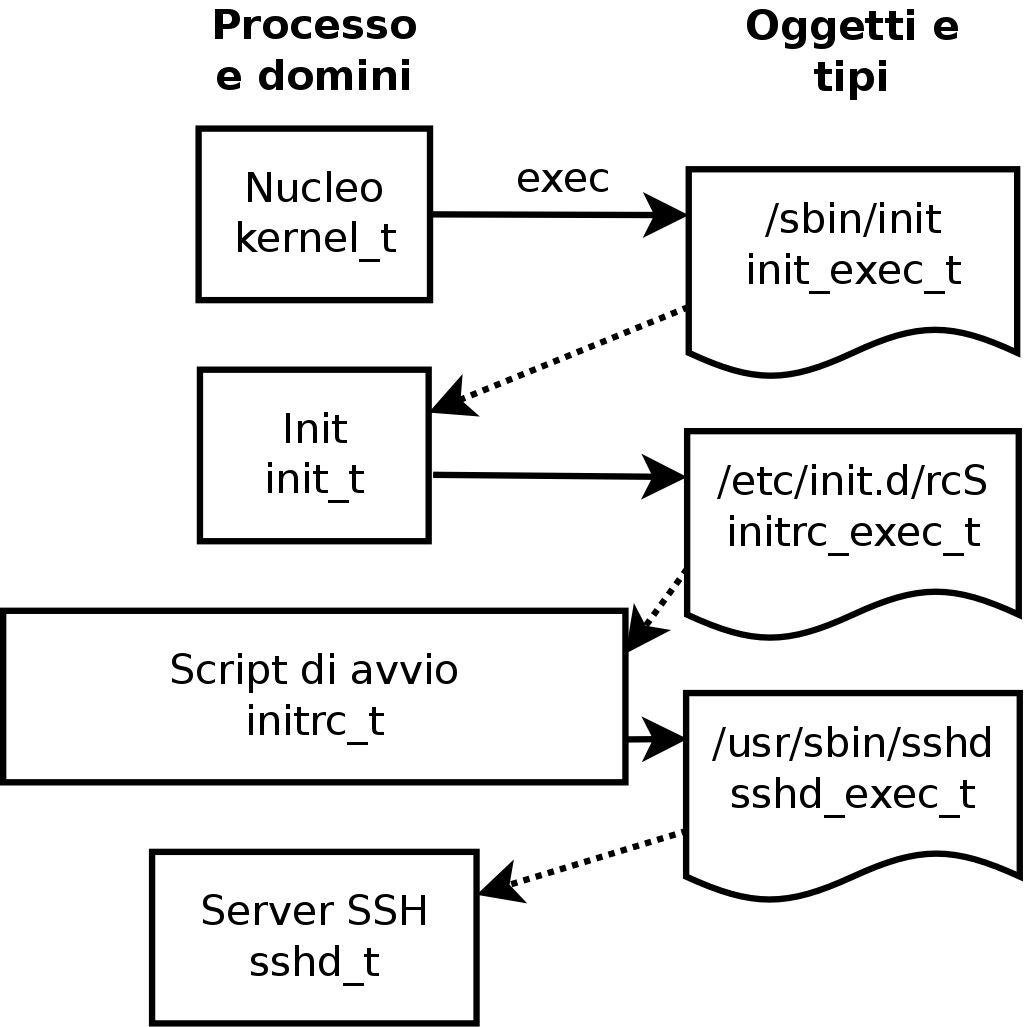 Processo
e domini
Oggetti e
tipi
Nucleo
kernel_t
exec
/sbin/init
init_exec_t
Init
init_t
/etc/init.d/rcS
initrc_exec_t
Script di avvio
initrc_t
/usr/sbin/sshd
sshd_exec_t
Server SSH
sshd_t